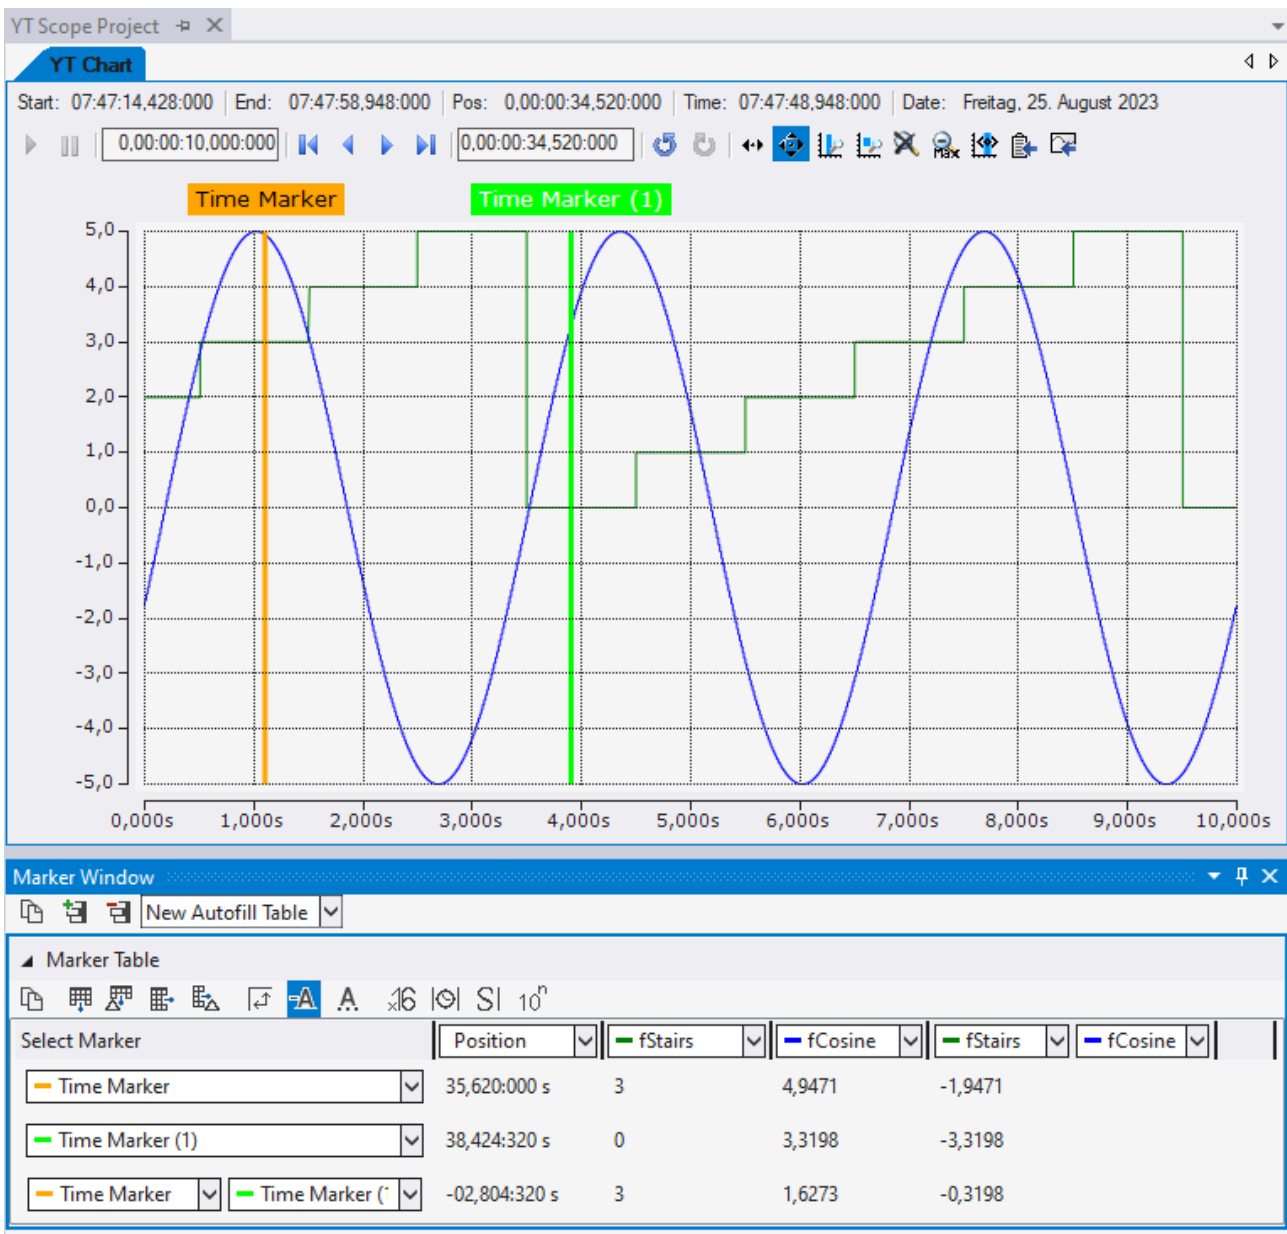 YT Scope Project
YT Chart
Start: 07:47:14,428:000 End: 07:47:58,948:000 Pos: 0,00:00:34,520:000 Time: 07:47:48,948:000 Date: Freitag, 25. August 2023
0,00:00:10,000:000 0,00:00:34,520:000 Max
Time Marker Time Marker (1)
5,0
4,0
3,0
2,0
1,0
0,0
-1,0
-2,0
-3,0
-4,0
-5,0
0,000s 1,000s 2,000s 3,000s 4,000s 5,000s 6,000s 7,000s 8,000s 9,000s 10,000s
Marker Window
New Autofill Table
Marker Table
A A 16 S 10ⁿ
Select Marker Position fStairs fCosine fStairs fCosine
Time Marker 35,620:000 s 3 4,9471 -1,9471
Time Marker (1) 38,424:320 s 0 3,3198 -3,3198
Time Marker Time Marker (1 -02,804:320 s 3 1,6273 -0,3198